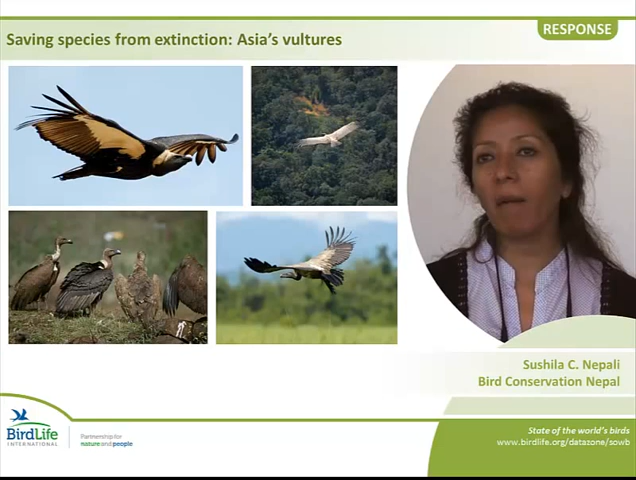 RESPONSE
Saving species from extinction: Asia's vultures
Sushila C. Nepali
Bird Conservation Nepal
BirdLife
INTERNATIONAL
Partnership for
nature and people
State of the world's birds
www.birdlife.org/datazone/sowb